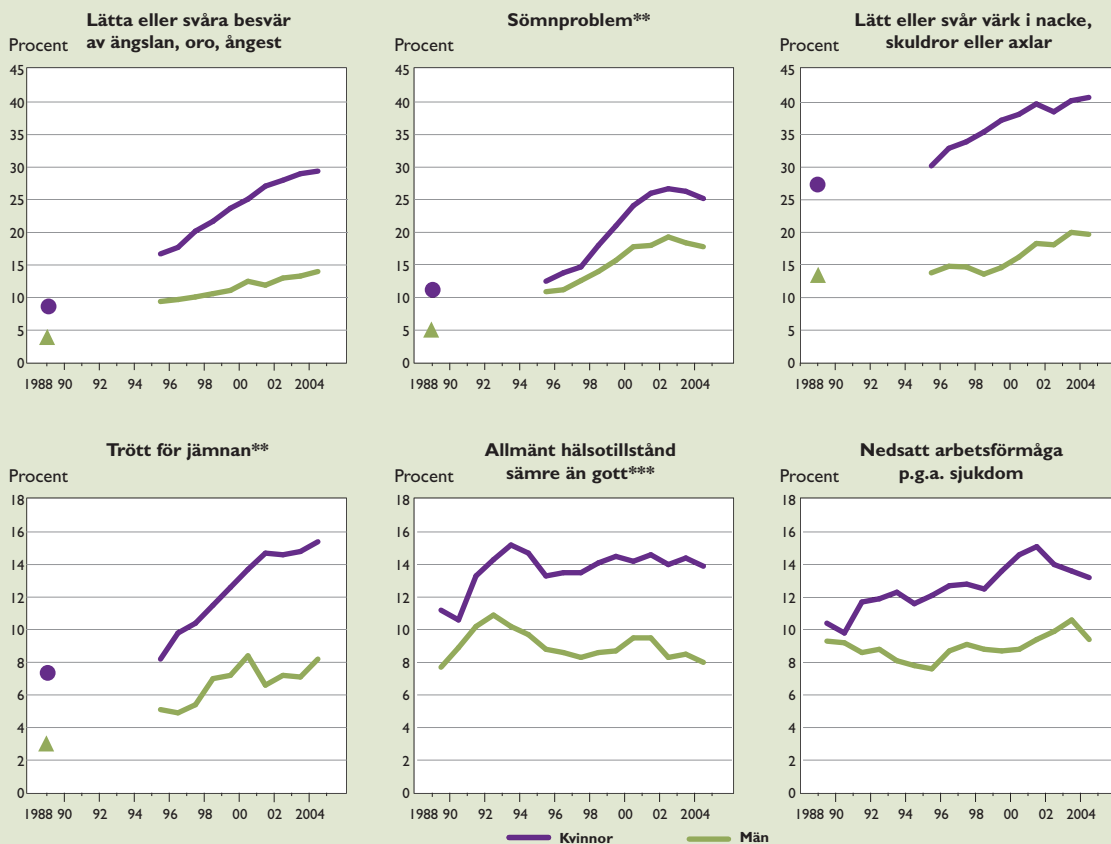 Lätta eller svåra besvär
av ängslan, oro, ångest
Procent
45
40
35
30
25
20
15
10
5
0
1988 90 92 94 96 98 00 02 2004
Sömnproblem**
Procent
45
40
35
30
25
20
15
10
5
0
1988 90 92 94 96 98 00 02 2004
Lätt eller svår värk i nacke,
skuldror eller axlar
Procent
45
40
35
30
25
20
15
10
5
0
1988 90 92 94 96 98 00 02 2004
Trött för jämnan**
Procent
18
16
14
12
10
8
6
4
2
0
1988 90 92 94 96 98 00 02 2004
Allmänt hälsotillstånd
sämre än gott***
Procent
18
16
14
12
10
8
6
4
2
0
1988 90 92 94 96 98 00 02 2004
Nedsatt arbetsförmåga
p.g.a. sjukdom
Procent
18
16
14
12
10
8
6
4
2
0
1988 90 92 94 96 98 00 02 2004
Kvinnor Män